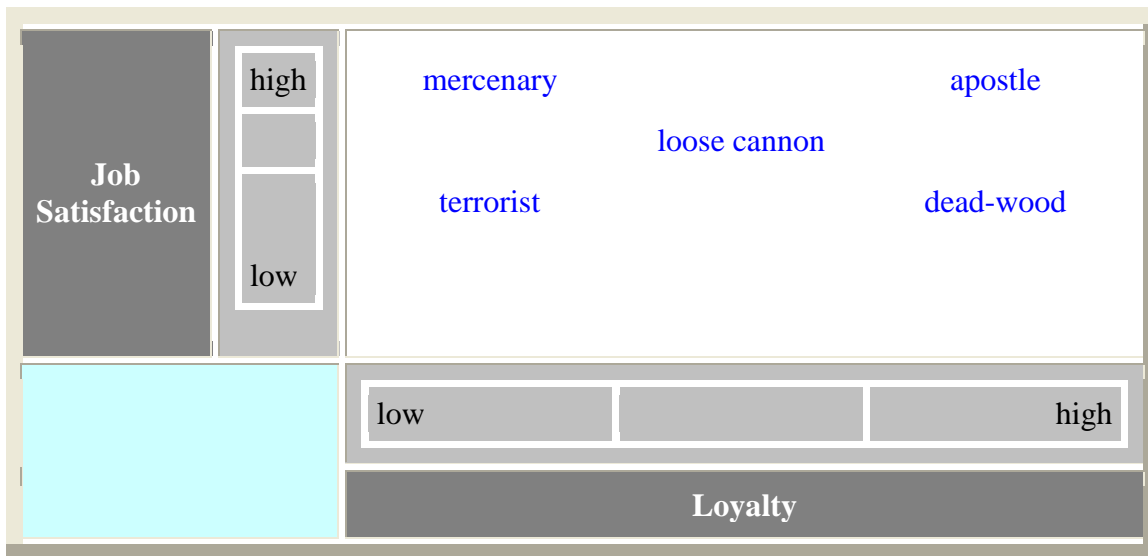 high
mercenary
apostle
loose cannon
Job
Satisfaction
terrorist
dead-wood
low
low
high
Loyalty